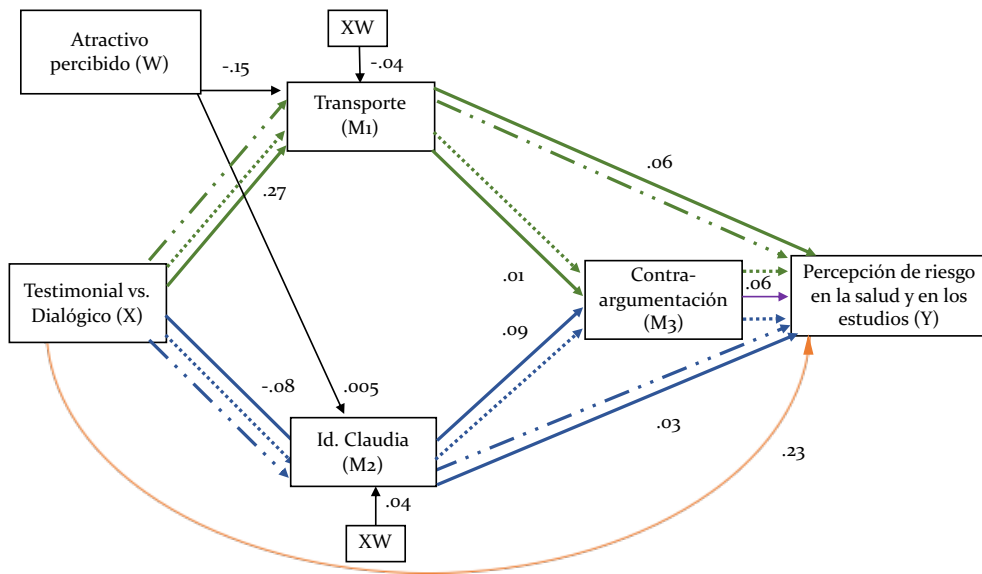 XW
Atractivo
percibido (W)
-.15
-.04
Transporte
(M1)
.06
.27
Testimonial vs.
Dialógico (X)
.01
Contra-
argumentación
(M3)
.06
Percepción de riesgo
en la salud y en los
estudios (Y)
.09
-.08
.005
Id. Claudia
(M2)
.03
.23
.04
XW